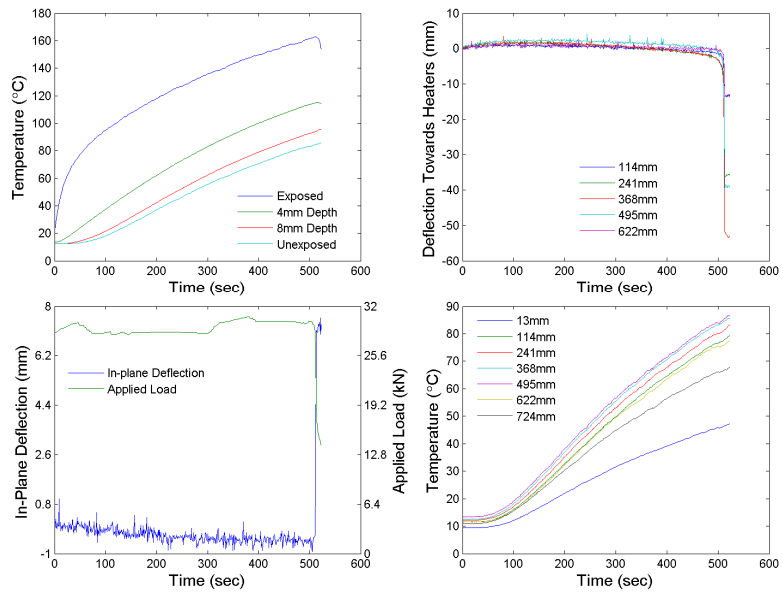 Temperature (°C)
160
140
120
100
80
60
40
20
0
0 100 200 300 400 500 600
Time (sec)
Exposed
4mm Depth
8mm Depth
Unexposed
180
Deflection Towards Heaters (mm)
10
0
-10
-20
-30
-40
-50
-60
0 100 200 300 400 500 600
Time (sec)
114mm
241mm
368mm
495mm
622mm
In-Plane Deflection (mm)
8
6.2
4.4
2.6
0.8
-1
In-plane Deflection
Applied Load
32
25.6
19.2
12.8
6.4
0
Applied Load (kN)
0 100 200 300 400 500 600
Time (sec)
Temperature (°C)
90
80
70
60
50
40
30
20
10
0
13mm
114mm
241mm
368mm
495mm
622mm
724mm
0 100 200 300 400 500 600
Time (sec)